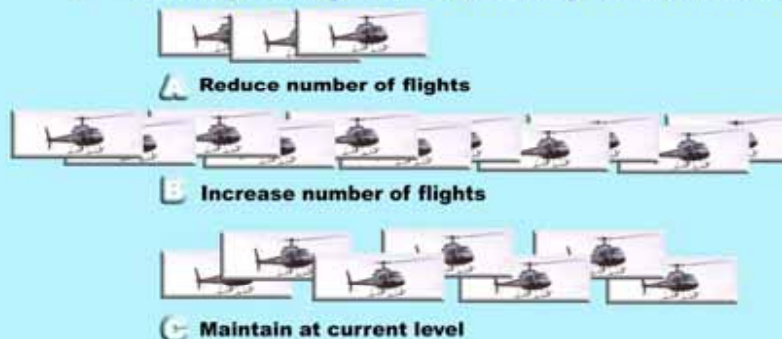 A Reduce number of flights
B Increase number of flights
C Maintain at current level